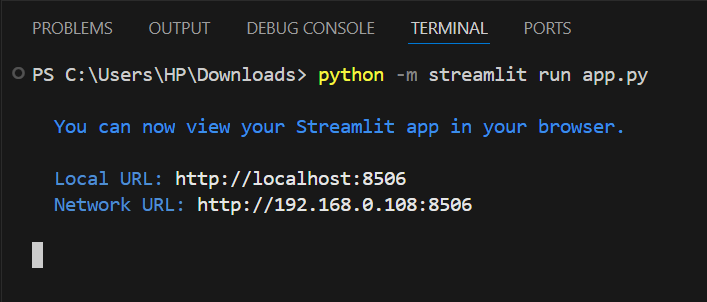 PROBLEMS OUTPUT DEBUG CONSOLE TERMINAL PORTS
PS C:\Users\HP\Downloads> python -m streamlit run app.py
You can now view your Streamlit app in your browser.
Local URL: http://localhost:8506
Network URL: http://192.168.0.108:8506